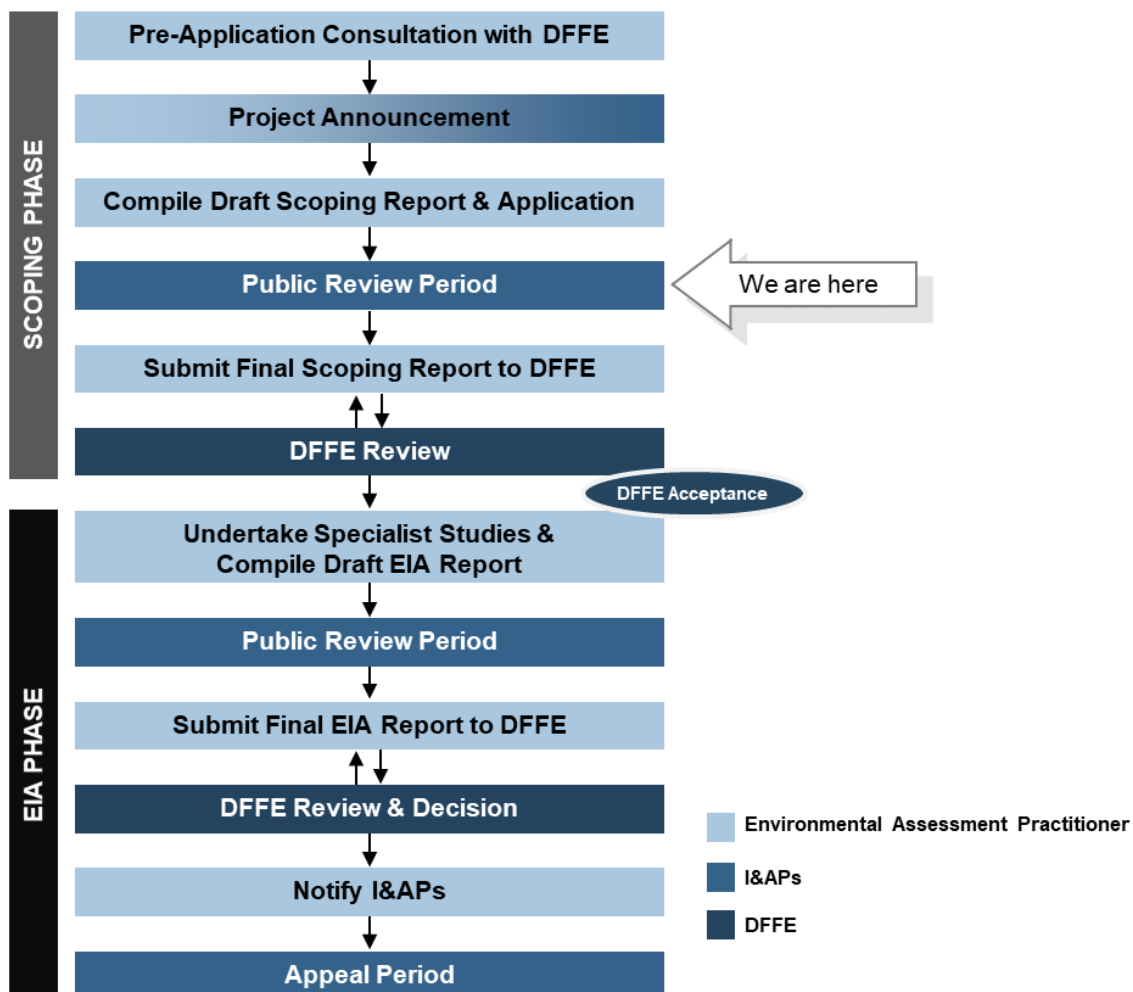 Pre-Application Consultation with DFFE
Project Announcement
Compile Draft Scoping Report & Application
Public Review Period
We are here
Submit Final Scoping Report to DFFE
DFFE Review
SCOPING PHASE
DFFE Acceptance
Undertake Specialist Studies &
Compile Draft EIA Report
Public Review Period
Submit Final EIA Report to DFFE
DFFE Review & Decision
Notify I&APs
Appeal Period
EIA PHASE
Environmental Assessment Practitioner
I&APs
DFFE